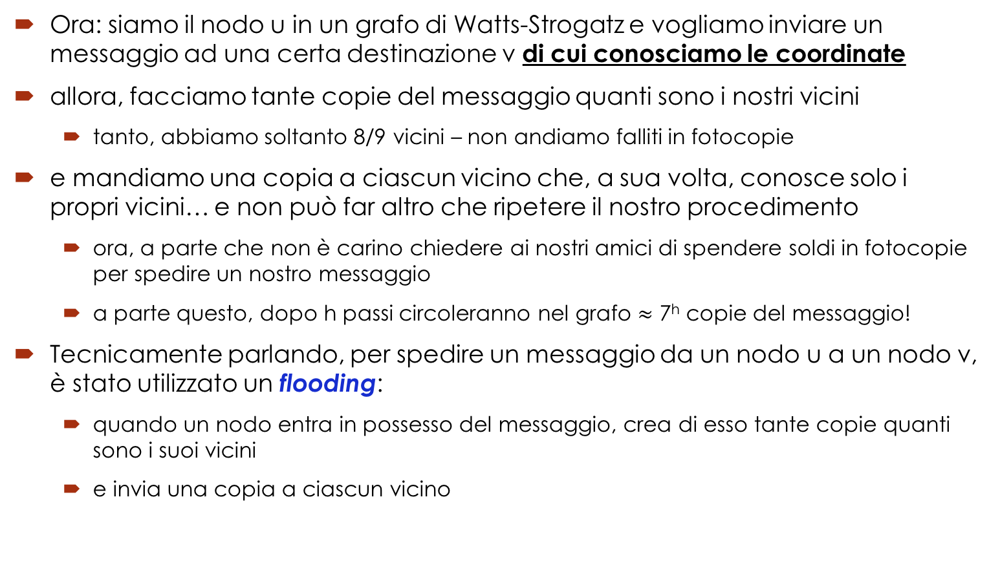 Ora: siamo il nodo u in un grafo di Watts-Strogatz e vogliamo inviare un
messaggio ad una certa destinazione v di cui conosciamo le coordinate
allora, facciamo tante copie del messaggio quanti sono i nostri vicini
tanto, abbiamo soltanto 8/9 vicini – non andiamo falliti in fotocopie
e mandiamo una copia a ciascun vicino che, a sua volta, conosce solo i
propri vicini… e non può far altro che ripetere il nostro procedimento
ora, a parte che non è carino chiedere ai nostri amici di spendere soldi in fotocopie
per spedire un nostro messaggio
a parte questo, dopo h passi circoleranno nel grafo ≈ 7ʰ copie del messaggio!
Tecnicamente parlando, per spedire un messaggio da un nodo u a un nodo v,
è stato utilizzato un flooding:
quando un nodo entra in possesso del messaggio, crea di esso tante copie quanti
sono i suoi vicini
e invia una copia a ciascun vicino